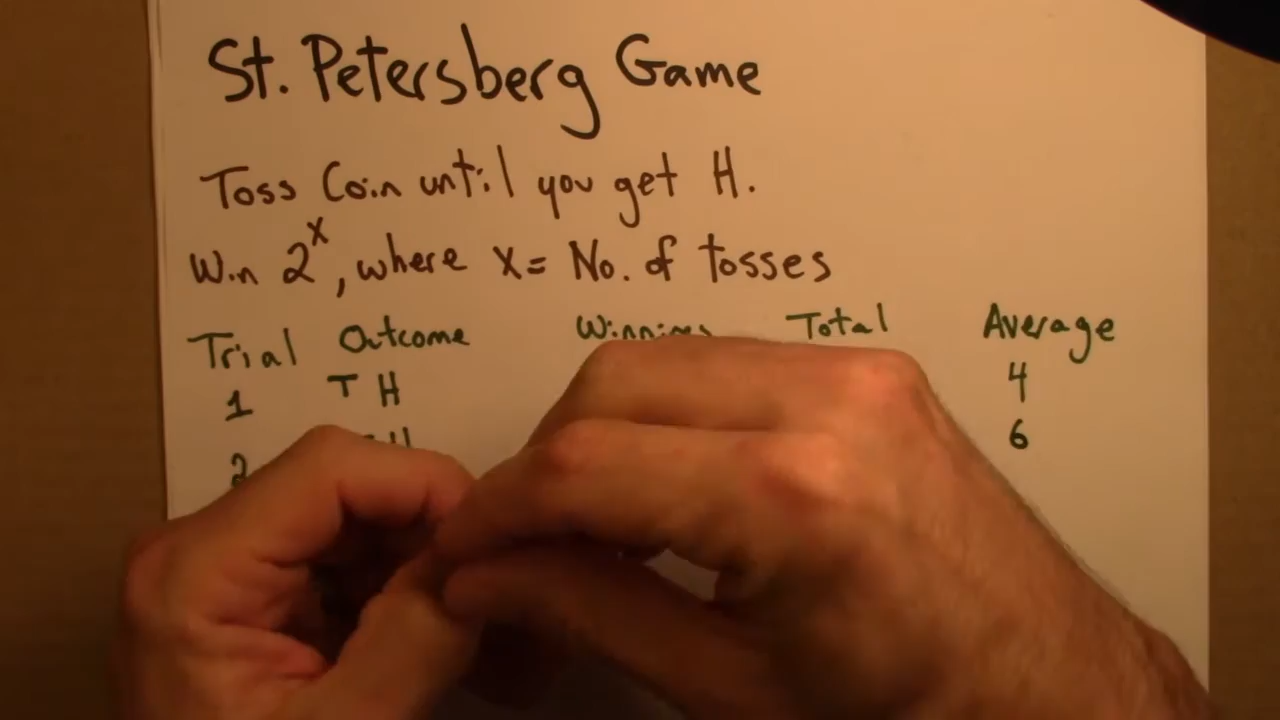 St. Petersberg Game
Toss Coin until you get H.
Win 2^x, where x = No. of tosses
Trial Outcome Total Average
1 T H 4
2 H 6